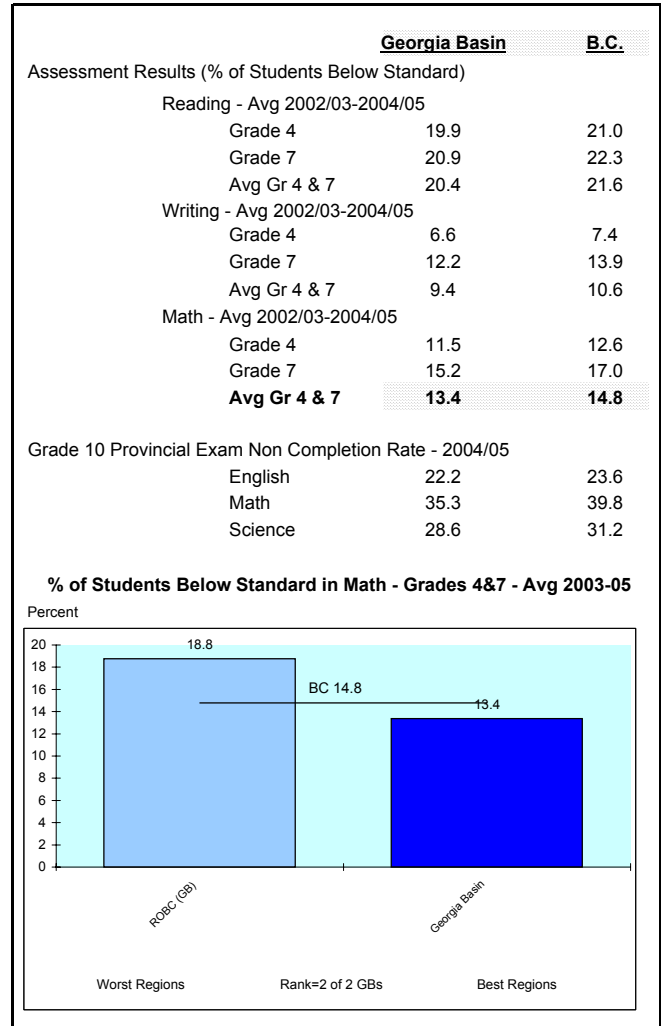 Georgia Basin B.C.
Assessment Results (% of Students Below Standard)
Reading - Avg 2002/03-2004/05
Grade 4 19.9 21.0
Grade 7 20.9 22.3
Avg Gr 4 & 7 20.4 21.6
Writing - Avg 2002/03-2004/05
Grade 4 6.6 7.4
Grade 7 12.2 13.9
Avg Gr 4 & 7 9.4 10.6
Math - Avg 2002/03-2004/05
Grade 4 11.5 12.6
Grade 7 15.2 17.0
Avg Gr 4 & 7 13.4 14.8
Grade 10 Provincial Exam Non Completion Rate - 2004/05
English 22.2 23.6
Math 35.3 39.8
Science 28.6 31.2
% of Students Below Standard in Math - Grades 4&7 - Avg 2003-05
Percent
20
18.8
18
16
BC 14.8
14
13.4
12
10
8
6
4
2
0
ROBC (GB) Georgia Basin
Worst Regions Rank=2 of 2 GBs Best Regions